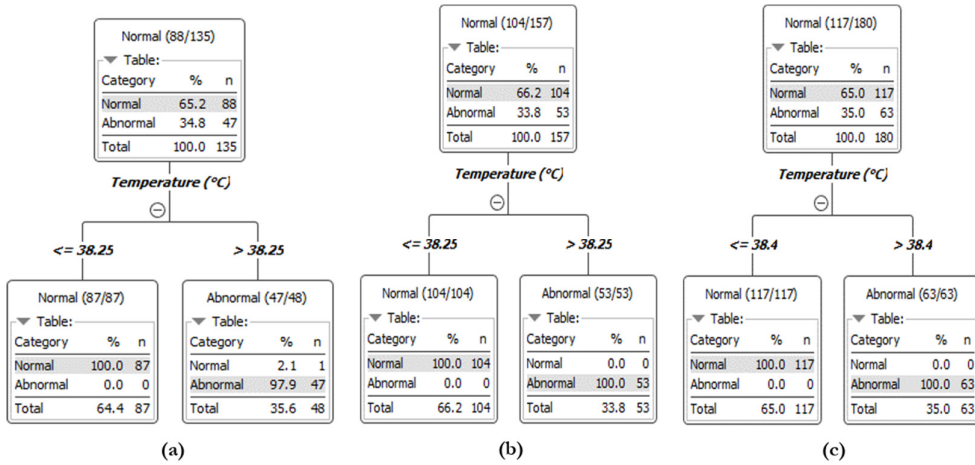 Normal (88/135)
Table:
Category % n
Normal 65.2 88
Abnormal 34.8 47
Total 100.0 135
Temperature (°C)
<= 38.25
> 38.25
Normal (87/87)
Table:
Category % n
Normal 100.0 87
Abnormal 0.0 0
Total 64.4 87
Abnormal (47/48)
Table:
Category % n
Normal 2.1 1
Abnormal 97.9 47
Total 35.6 48
(a)
Normal (104/157)
Table:
Category % n
Normal 66.2 104
Abnormal 33.8 53
Total 100.0 157
Temperature (°C)
<= 38.25
> 38.25
Normal (104/104)
Table:
Category % n
Normal 100.0 104
Abnormal 0.0 0
Total 66.2 104
Abnormal (53/53)
Table:
Category % n
Normal 0.0 0
Abnormal 100.0 53
Total 33.8 53
(b)
Normal (117/180)
Table:
Category % n
Normal 65.0 117
Abnormal 35.0 63
Total 100.0 180
Temperature (°C)
<= 38.4
> 38.4
Normal (117/117)
Table:
Category % n
Normal 100.0 117
Abnormal 0.0 0
Total 65.0 117
Abnormal (63/63)
Table:
Category % n
Normal 0.0 0
Abnormal 100.0 63
Total 35.0 63
(c)